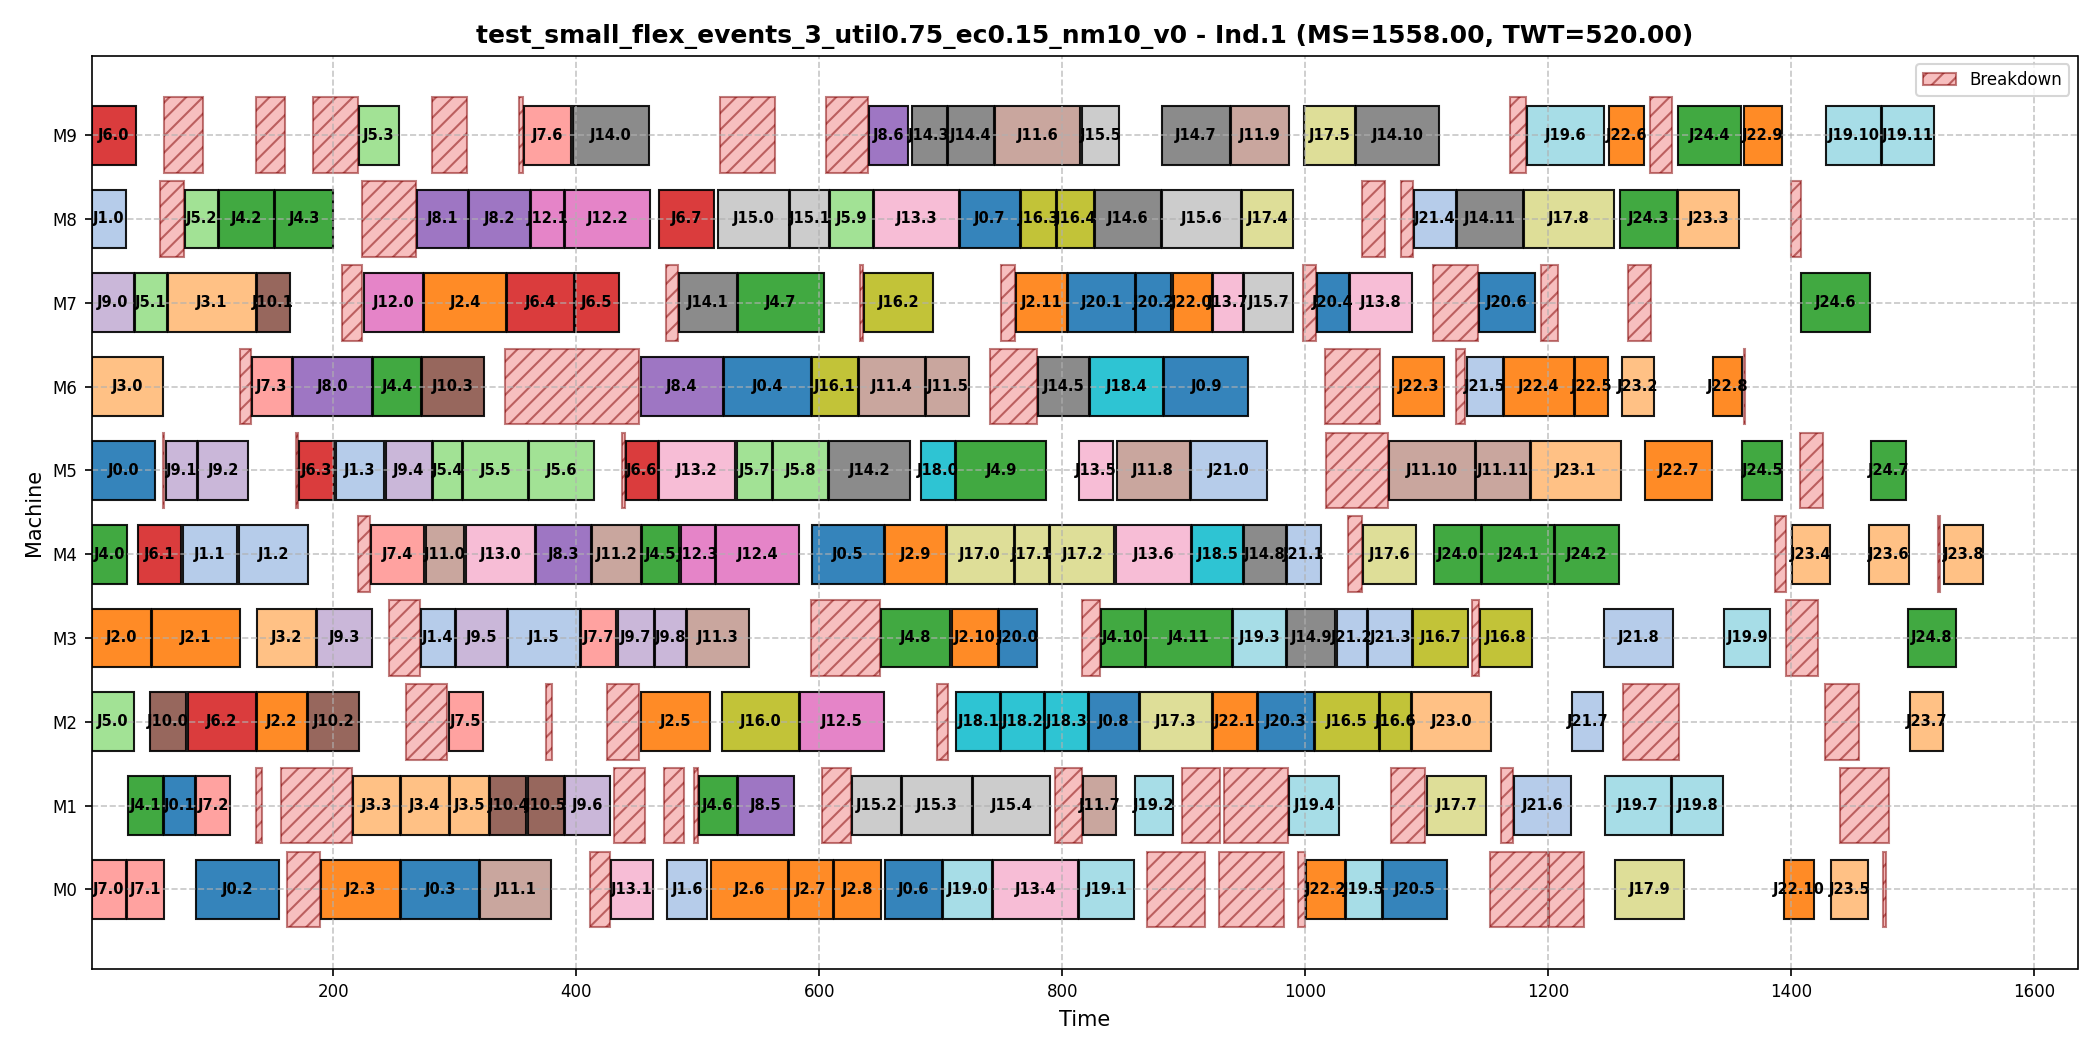 test_small_flex_events_3_util0.75_ec0.15_nm10_v0 - Ind.1 (MS=1558.00, TWT=520.00)
Breakdown
M9 J6.0 J5.3 J7.6 J14.0 J8.6 J14.3 J14.4 J11.6 J15.5 J14.7 J11.9 J17.5 J14.10 J19.6 J22.6 J24.4 J22.9 J19.10 J19.11
M8 J1.0 J5.2 J4.2 J4.3 J8.1 J8.2 J12.1 J12.2 J6.7 J15.0 J15.1 J5.9 J13.3 J0.7 J16.3 J16.4 J14.6 J15.6 J17.4 J21.4 J14.11 J17.8 J24.3 J23.3
M7 J9.0 J5.1 J3.1 J10.1 J12.0 J2.4 J6.4 J6.5 J14.1 J4.7 J16.2 J2.11 J20.1 J20.2 J22.0 J13.7 J15.7 J20.4 J13.8 J20.6 J24.6
M6 J3.0 J7.3 J8.0 J4.4 J10.3 J8.4 J0.4 J16.1 J11.4 J11.5 J14.5 J18.4 J0.9 J22.3 J21.5 J22.4 J22.5 J23.2 J22.8
M5 J0.0 J9.1 J9.2 J6.3 J1.3 J9.4 J5.4 J5.5 J5.6 J6.6 J13.2 J5.7 J5.8 J14.2 J18.0 J4.9 J13.5 J11.8 J21.0 J11.10 J11.11 J23.1 J22.7 J24.5 J24.7
M4 J4.0 J6.1 J1.1 J1.2 J7.4 J11.0 J13.0 J8.3 J11.2 J4.5 J12.3 J12.4 J0.5 J2.9 J17.0 J17.1 J17.2 J13.6 J18.5 J14.8 J21.1 J17.6 J24.0 J24.1 J24.2 J23.4 J23.6 J23.8
M3 J2.0 J2.1 J3.2 J9.3 J1.4 J9.5 J1.5 J7.7 J9.7 J9.8 J11.3 J4.8 J2.10 J20.0 J4.10 J4.11 J19.3 J14.9 J21.2 J21.3 J16.7 J16.8 J21.8 J19.9 J24.8
M2 J5.0 J10.0 J6.2 J2.2 J10.2 J7.5 J2.5 J16.0 J12.5 J18.1 J18.2 J18.3 J0.8 J17.3 J22.1 J20.3 J16.5 J16.6 J23.0 J21.7 J23.7
M1 J4.1 J0.1 J7.2 J3.3 J3.4 J3.5 J10.4 J10.5 J9.6 J4.6 J8.5 J15.2 J15.3 J15.4 J11.7 J19.2 J19.4 J17.7 J21.6 J19.7 J19.8
M0 J7.0 J7.1 J0.2 J2.3 J0.3 J11.1 J13.1 J1.6 J2.6 J2.7 J2.8 J0.6 J19.0 J13.4 J19.1 J22.2 J19.5 J20.5 J17.9 J22.10 J23.5
200 400 600 800 1000 1200 1400 1600
Time
Machine